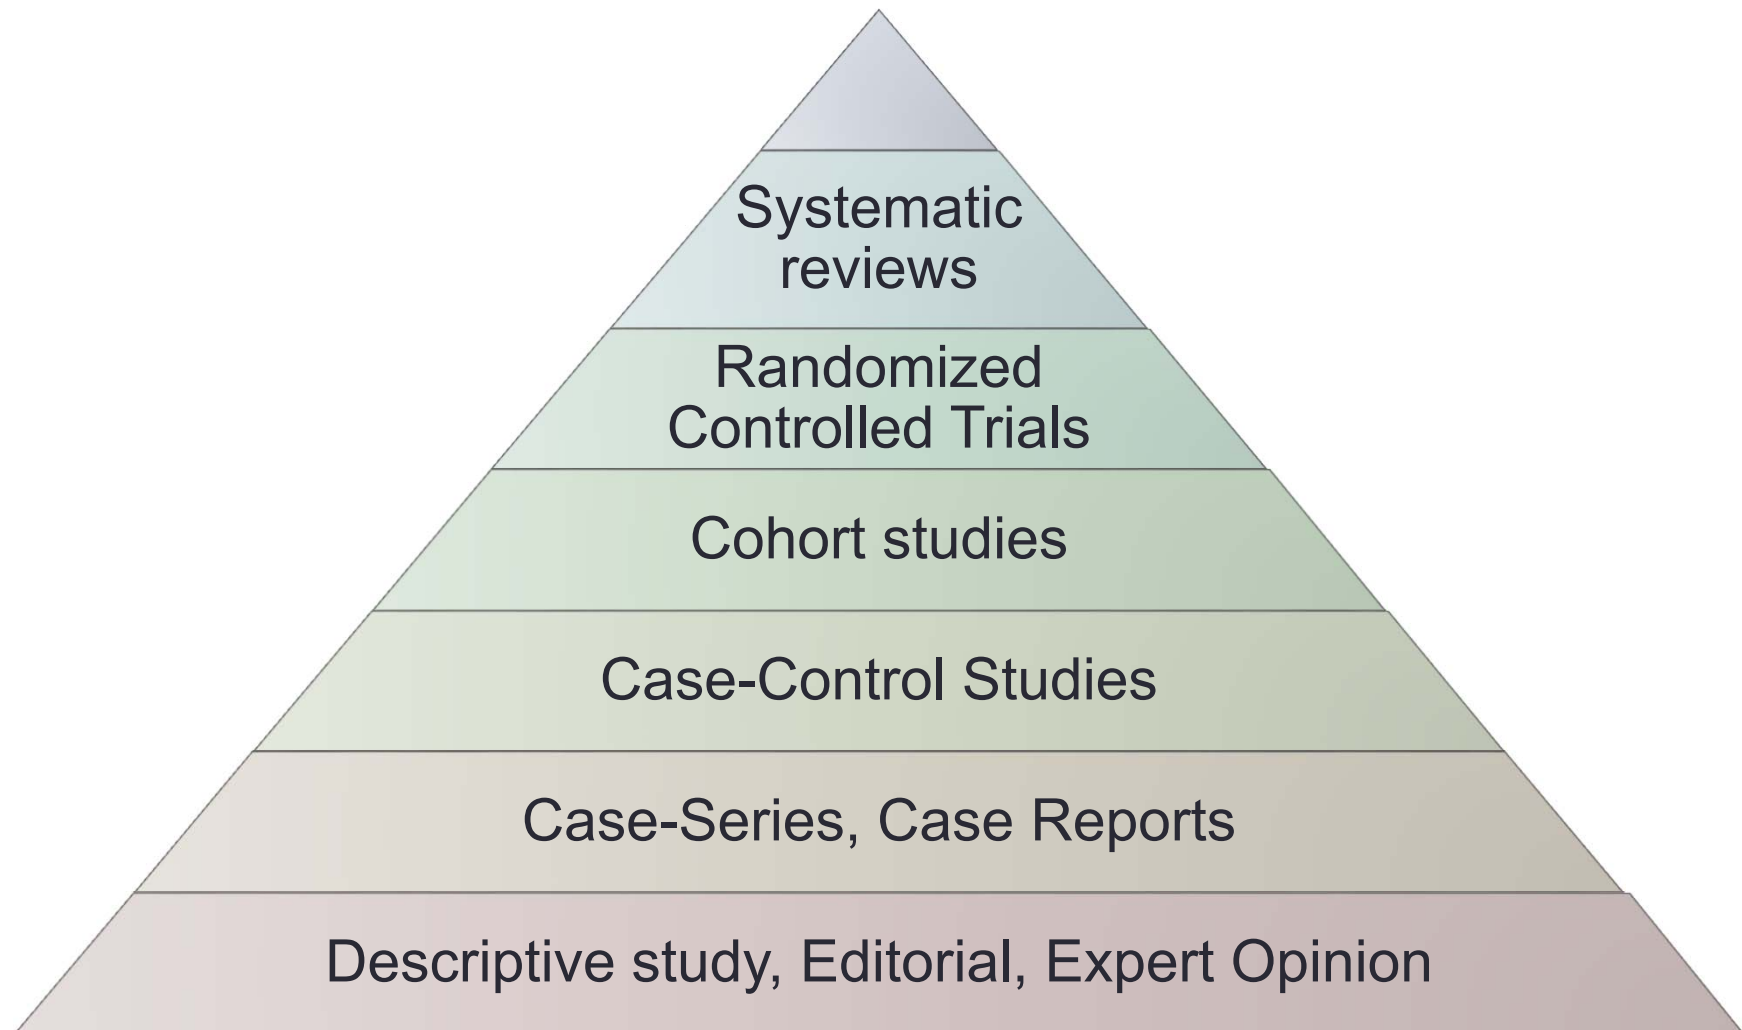 Systematic
reviews
Randomized
Controlled Trials
Cohort studies
Case-Control Studies
Case-Series, Case Reports
Descriptive study, Editorial, Expert Opinion